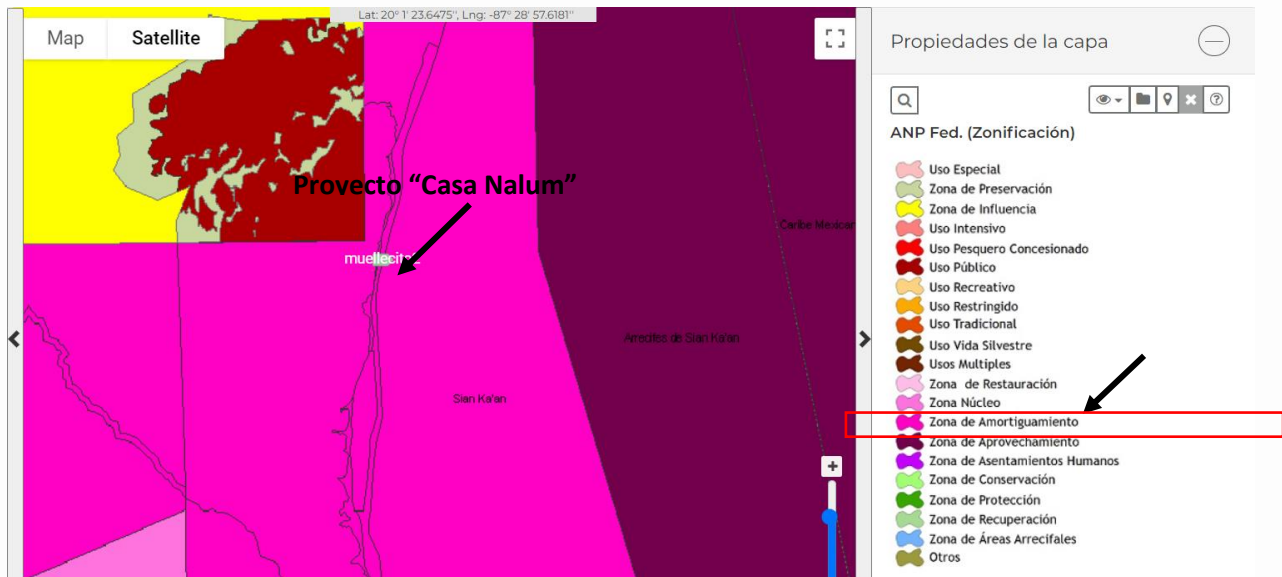 Lat: 20° 1' 23.6475", Lng: -87° 28' 57.6181"
Map Satellite
Provecto “Casa Nalum”
Caribe Mexican
Arrecifes de Sian Ka'an
Sian Ka'an
Propiedades de la capa
ANP Fed. (Zonificación)
Uso Especial
Zona de Preservación
Zona de Influencia
Uso Intensivo
Uso Pesquero Concesionado
Uso Público
Uso Recreativo
Uso Restringido
Uso Tradicional
Uso Vida Silvestre
Usos Multiples
Zona de Restauración
Zona Núcleo
Zona de Amortiguamiento
Zona de Aprovechamiento
Zona de Asentamientos Humanos
Zona de Conservación
Zona de Protección
Zona de Recuperación
Zona de Áreas Arrecifales
Otros